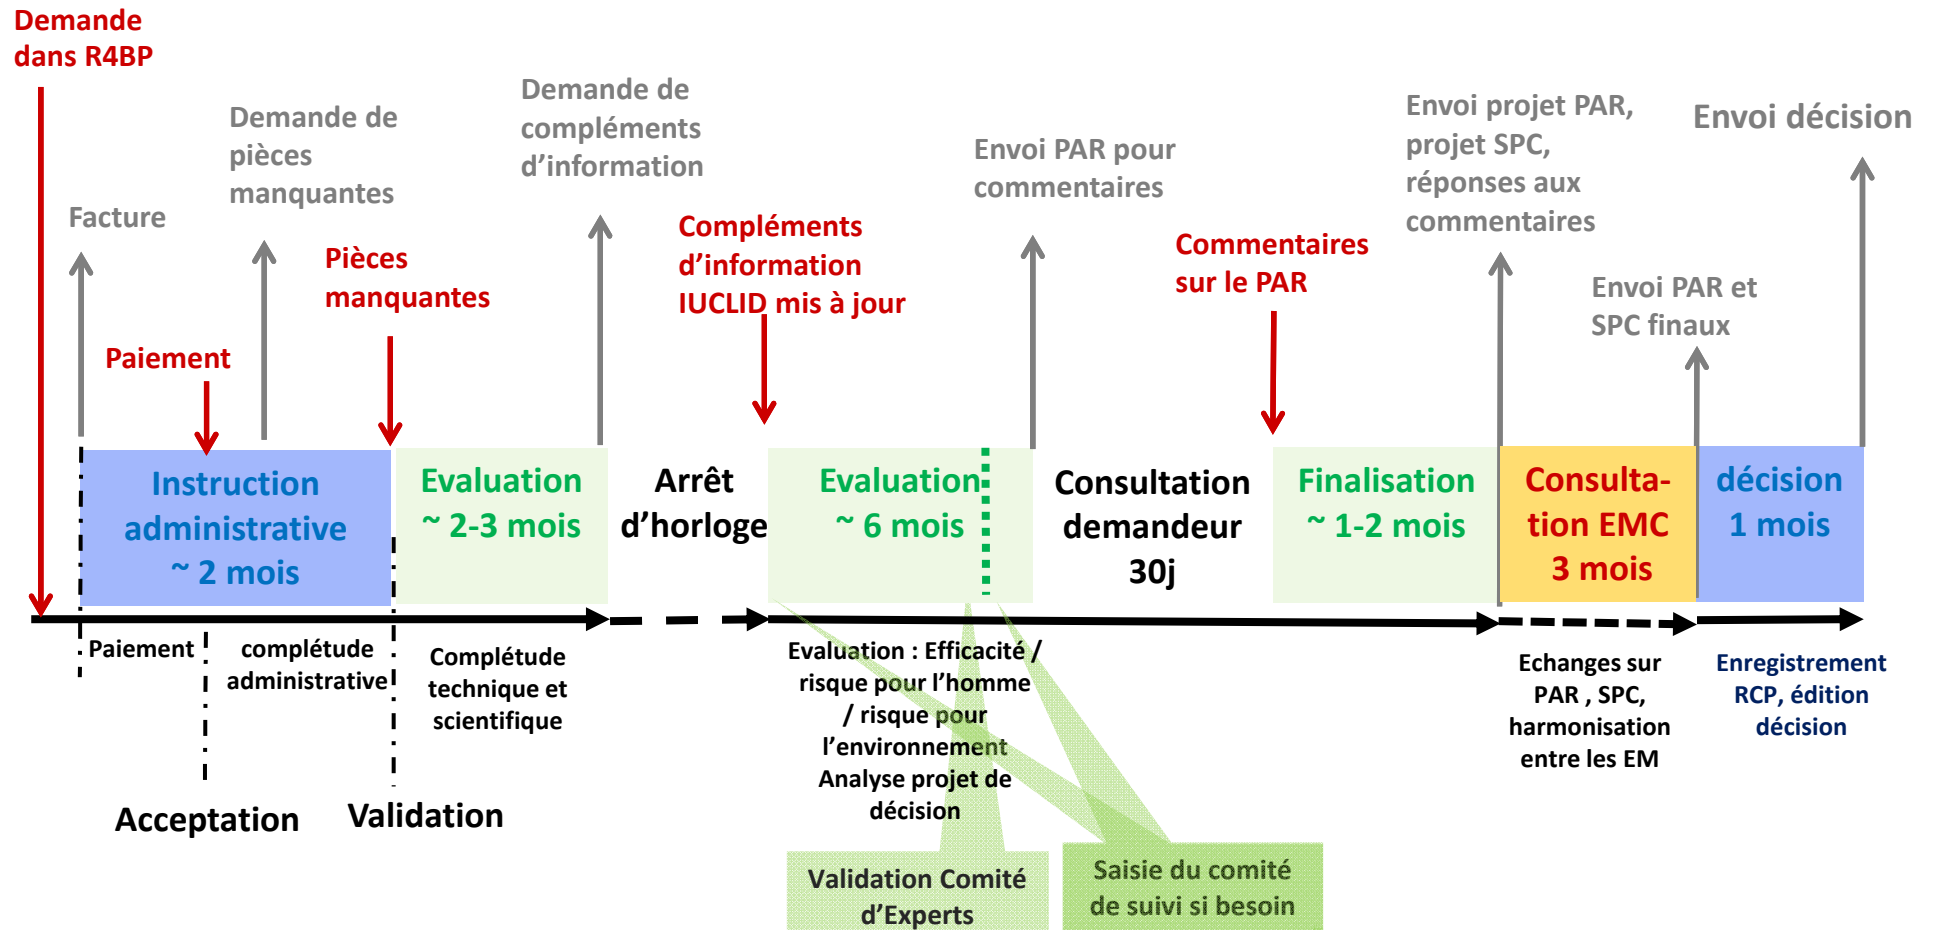 Demande
dans R4BP
Facture
Demande de
pièces
manquantes
Paiement
Pièces
manquantes
Demande de
compléments
d’information
Compléments
d’information
IUCLID mis à jour
Envoi PAR pour
commentaires
Commentaires
sur le PAR
Envoi projet PAR,
projet SPC,
réponses aux
commentaires
Envoi PAR et
SPC finaux
Envoi décision
Instruction
administrative
~ 2 mois
Evaluation
~ 2-3 mois
Arrêt
d’horloge
Evaluation
~ 6 mois
Consultation
demandeur
30j
Finalisation
~ 1-2 mois
Consulta-
tion EMC
3 mois
décision
1 mois
Paiement
complétude
administrative
Complétude
technique et
scientifique
Evaluation : Efficacité /
risque pour l’homme
/ risque pour
l’environnement
Analyse projet de
décision
Echanges sur
PAR , SPC,
harmonisation
entre les EM
Enregistrement
RCP, édition
décision
Acceptation
Validation
Validation Comité
d’Experts
Saisie du comité
de suivi si besoin